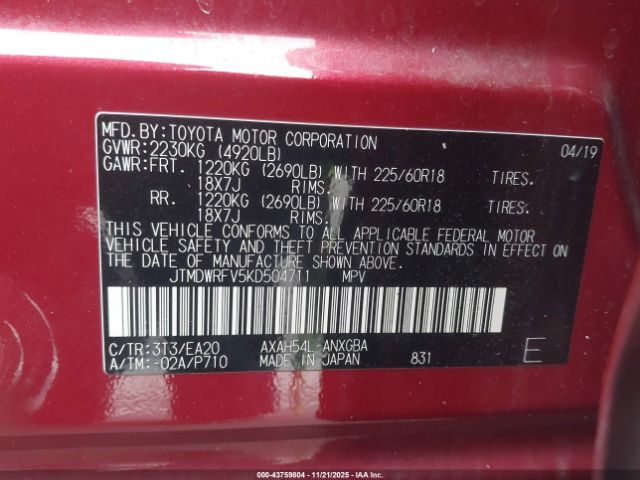 MFD.BY:TOYOTA MOTOR CORPORATION 04/19
GVWR:2230KG (4920LB)
GAWR:FRT. 1220KG (2690LB) WITH 225/60R18 TIRES.
18X7J RIMS.
RR. 1220KG (2690LB) WITH 225/60R18 TIRES.
18X7J RIMS.
THIS VEHICLE CONFORMS TO ALL APPLICABLE FEDERAL MOTOR
VEHICLE SAFETY AND THEFT PREVENTION STANDARDS IN EFFECT ON
THE DATE OF MANUFACTURE SHOWN ABOVE.
JTMDWRFV5KD504711 MPV
C/TR:3T3/EA20 AXAH54L-ANXGBA
A/TM:-02A/P710 MADE IN JAPAN 831 E
000-43759804 - 11/21/2025 - IAAI.com